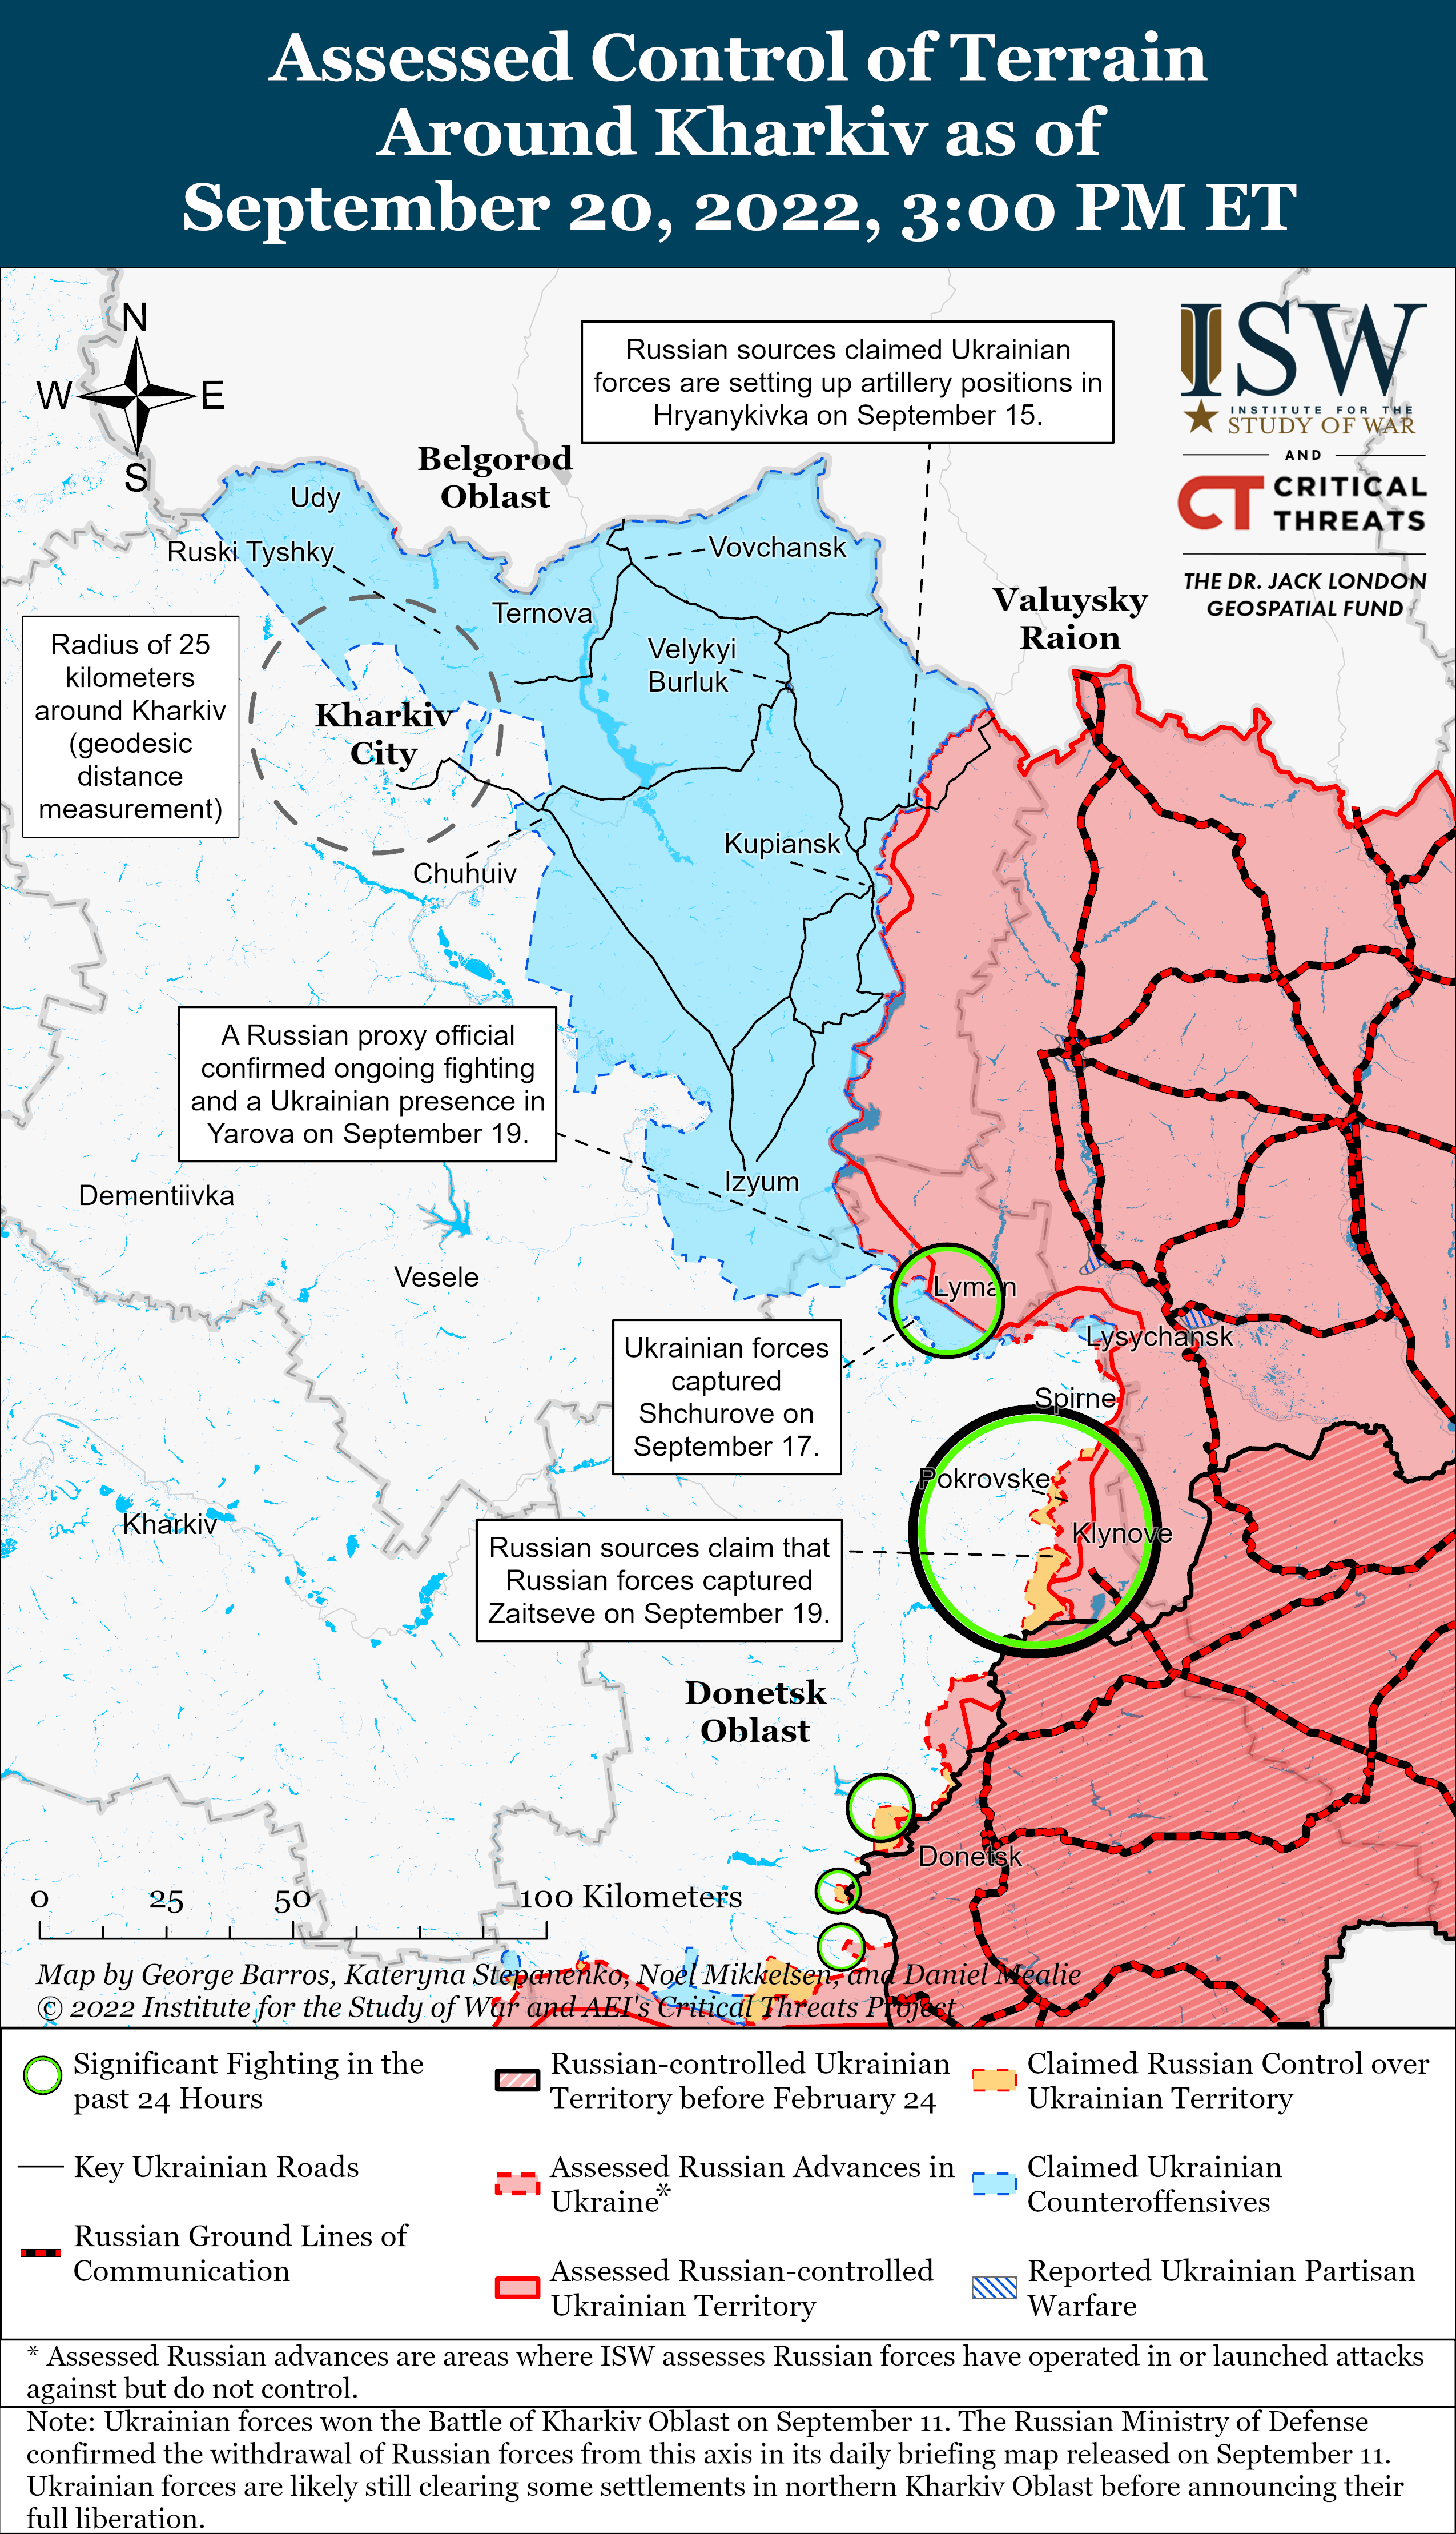 Assessed Control of Terrain
Around Kharkiv as of
September 20, 2022, 3:00 PM ET
N
W
E
S
Russian sources claimed Ukrainian
forces are setting up artillery positions in
Hryanykivka on September 15.
ISW
INSTITUTE FOR THE
STUDY OF WAR
AND
CT CRITICAL
THREATS
THE DR. JACK LONDON
GEOSPATIAL FUND
Belgorod
Oblast
Udy
Ruski Tyshky
Vovchansk
Ternova
Valuysky
Raion
Velykyi
Burluk
Radius of 25
kilometers
around Kharkiv
(geodesic
distance
measurement)
Kharkiv
City
Kupiansk
Chuhuiv
A Russian proxy official
confirmed ongoing fighting
and a Ukrainian presence in
Yarova on September 19.
Izyum
Dementiivka
Vesele
Lyman
Lysychansk
Ukrainian forces
captured
Shchurove on
September 17.
Spirne
Pokrovske
Kharkiv
Klynove
Russian sources claim that
Russian forces captured
Zaitseve on September 19.
Donetsk
Oblast
Donetsk
0 25 50 100 Kilometers
Map by George Barros, Kateryna Stepanenko, Noel Mikkelsen, and Daniel Mealie
© 2022 Institute for the Study of War and AEI's Critical Threats Project
Significant Fighting in the
past 24 Hours
Key Ukrainian Roads
Russian Ground Lines of
Communication
Russian-controlled Ukrainian
Territory before February 24
Assessed Russian Advances in
Ukraine*
Assessed Russian-controlled
Ukrainian Territory
Claimed Russian Control over
Ukrainian Territory
Claimed Ukrainian
Counteroffensives
Reported Ukrainian Partisan
Warfare
* Assessed Russian advances are areas where ISW assesses Russian forces have operated in or launched attacks
against but do not control.
Note: Ukrainian forces won the Battle of Kharkiv Oblast on September 11. The Russian Ministry of Defense
confirmed the withdrawal of Russian forces from this axis in its daily briefing map released on September 11.
Ukrainian forces are likely still clearing some settlements in northern Kharkiv Oblast before announcing their
full liberation.